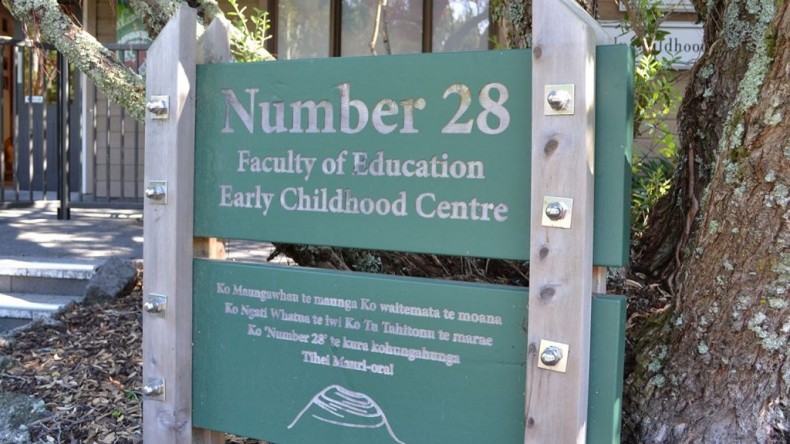 Number 28
Faculty of Education
Early Childhood Centre
Ko Maungawhau te maunga Ko waitemata te moana
Ko Ngati Whatua te iwi Ko Tu Tahitonu te marae
Ko 'Number 28' te kura kohungahunga
Tihei Mauri-ora!